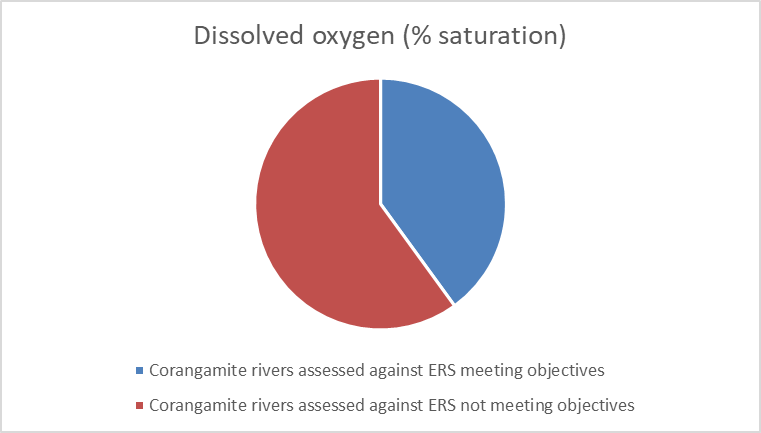 Dissolved oxygen (% saturation)
Corangamite rivers assessed against ERS meeting objectives
Corangamite rivers assessed against ERS not meeting objectives